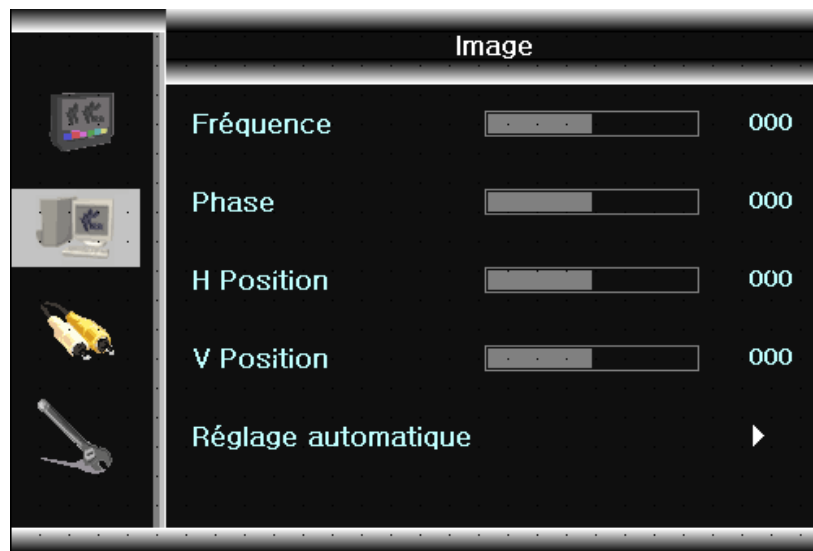 Image
Fréquence 000
Phase 000
H Position 000
V Position 000
Réglage automatique